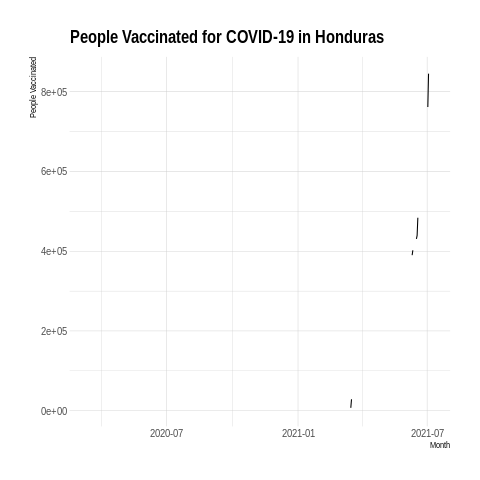 People Vaccinated for COVID-19 in Honduras
People Vaccinated
8e+05
6e+05
4e+05
2e+05
0e+00
2020-07
2021-01
2021-07
Month